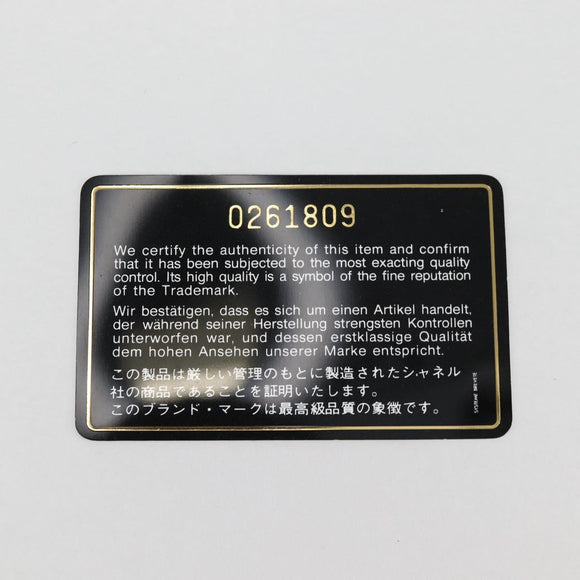 0261809
We certify the authenticity of this item and confirm
that it has been subjected to the most exacting quality
control. Its high quality is a symbol of the fine reputation
of the Trademark.
Wir bestätigen, dass es sich um einen Artikel handelt,
der während seiner Herstellung strengsten Kontrollen
unterworfen war, und dessen erstklassige Qualität
dem hohen Ansehen unserer Marke entspricht.
この製品は厳しい管理のもとに製造されたシャネル
社の商品であることを証明いたします。
このブランド・マークは最高級品質の象徴です。